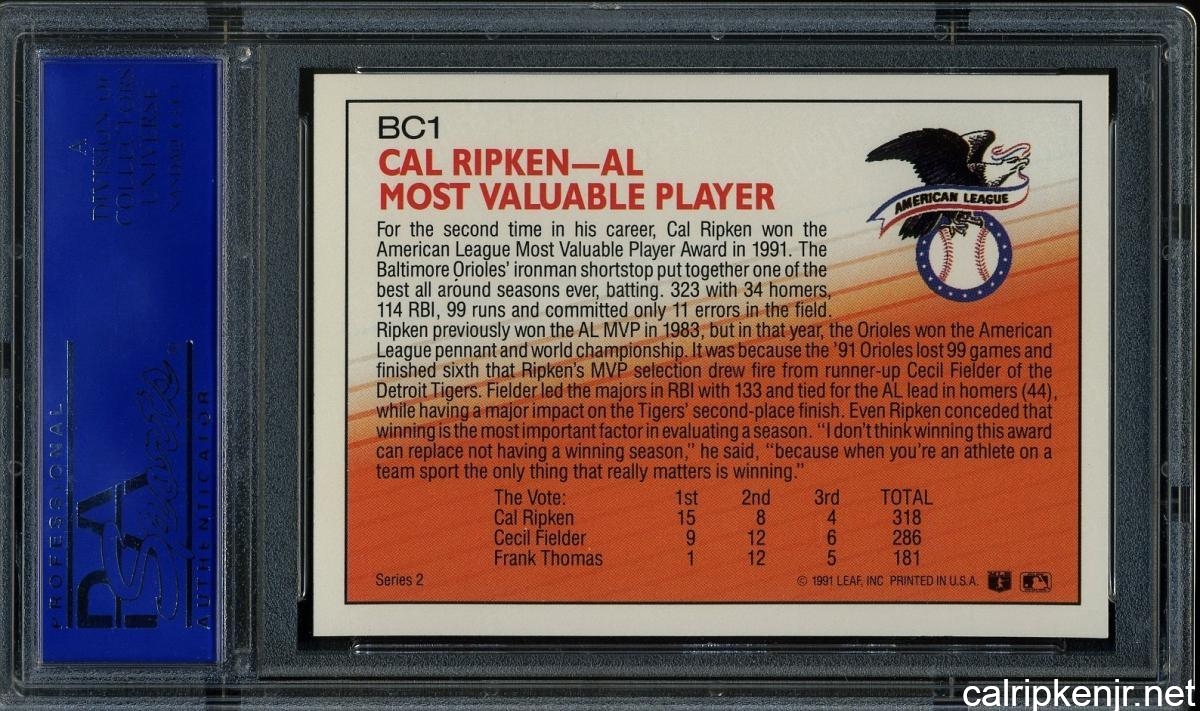 A
DIVISION OF
COLLECTORS
UNIVERSE
NASDAQ: CLCT
PROFESSIONAL
PSA
Sports
AUTHENTICATOR
BC1
CAL RIPKEN—AL
MOST VALUABLE PLAYER
AMERICAN LEAGUE
For the second time in his career, Cal Ripken won the
American League Most Valuable Player Award in 1991. The
Baltimore Orioles' ironman shortstop put together one of the
best all around seasons ever, batting. 323 with 34 homers,
114 RBI, 99 runs and committed only 11 errors in the field.
Ripken previously won the AL MVP in 1983, but in that year, the Orioles won the American
League pennant and world championship. It was because the '91 Orioles lost 99 games and
finished sixth that Ripken's MVP selection drew fire from runner-up Cecil Fielder of the
Detroit Tigers. Fielder led the majors in RBI with 133 and tied for the AL lead in homers (44),
while having a major impact on the Tigers' second-place finish. Even Ripken conceded that
winning is the most important factor in evaluating a season. "I don't think winning this award
can replace not having a winning season," he said, "because when you're an athlete on a
team sport the only thing that really matters is winning."
The Vote: 1st 2nd 3rd TOTAL
Cal Ripken 15 8 4 318
Cecil Fielder 9 12 6 286
Frank Thomas 1 12 5 181
Series 2
© 1991 LEAF, INC PRINTED IN U.S.A.
calripkenjr.net